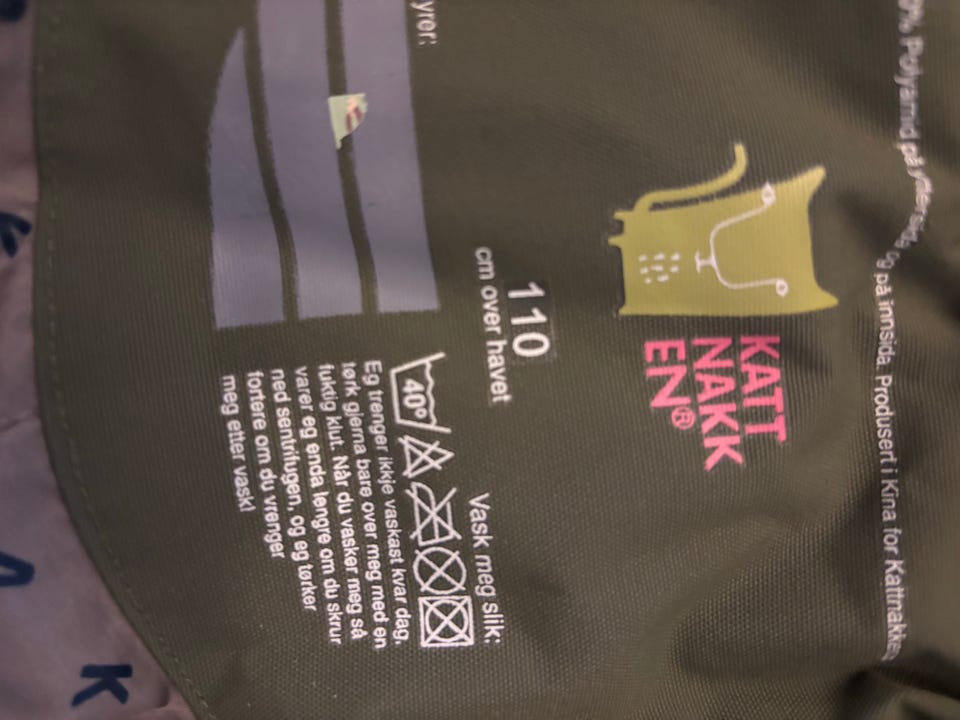 KATT
NAKK
EN®
110
cm over havet
Vask meg slik:
40°
Eg trenger ikkje vaskast kvar dag,
tørk gjerna bare over meg med en
fuktig klut. Når du vasker meg så
varer eg enda lengre om du skrur
ned sentrifugen, og eg tørker
fortere om du vrenger
meg etter vask!
Polyamid på
og på innsida. Produsert i Kina for Kattnakken
K